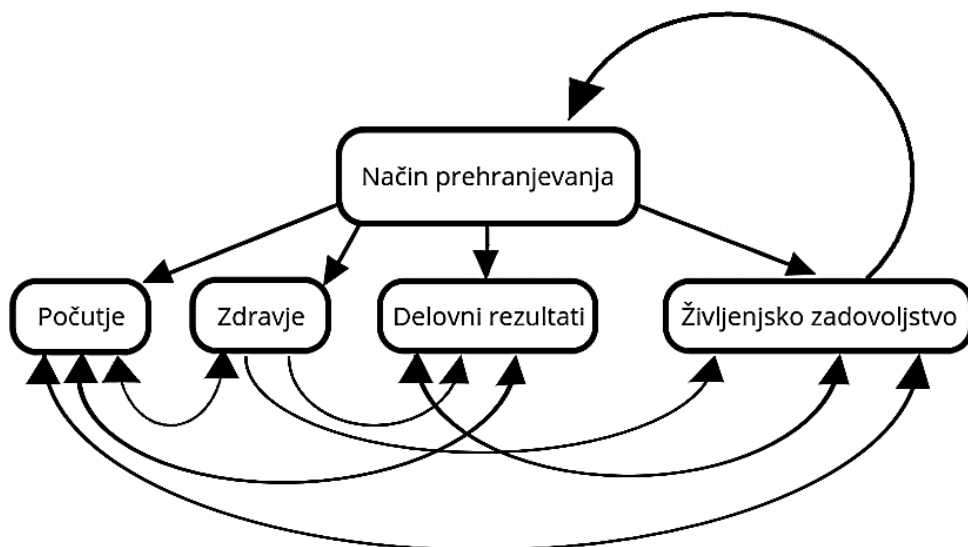 Način prehranjevanja
Počutje
Zdravje
Delovni rezultati
Življenjsko zadovoljstvo